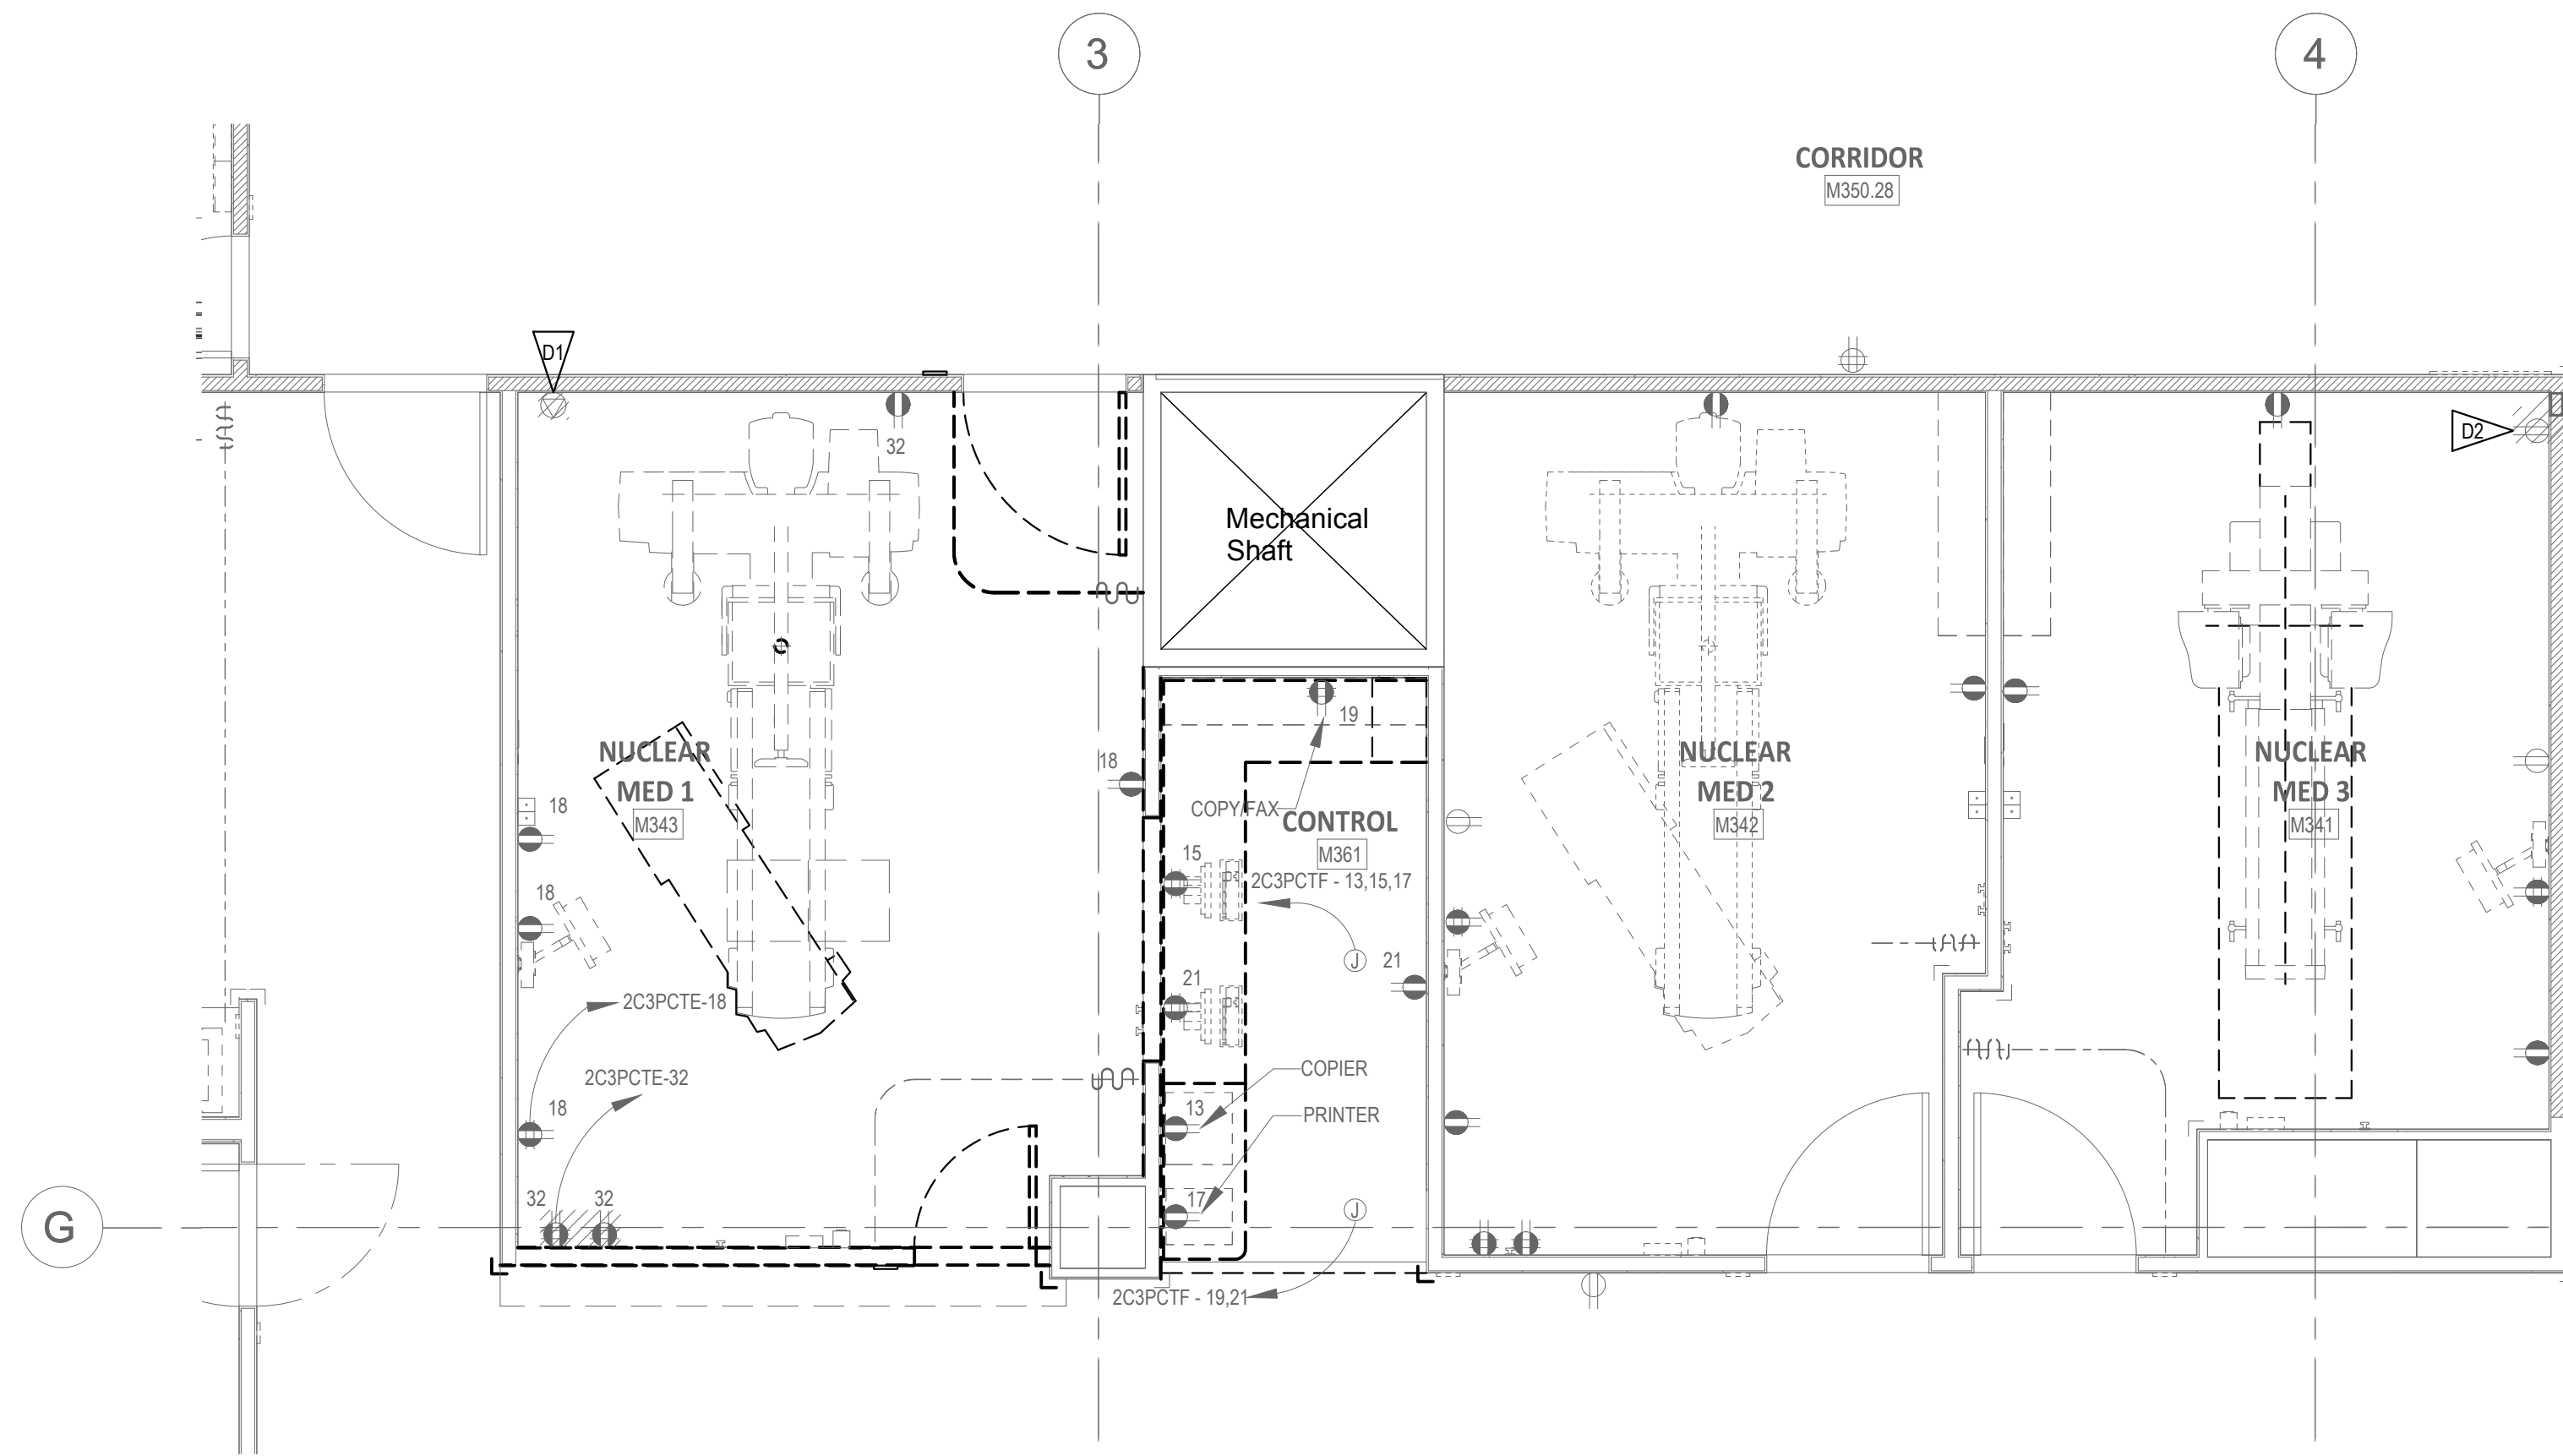 3
4
CORRIDOR
M350.28
D1
32
D2
Mechanical
Shaft
19
18
NUCLEAR
MED 1
M343
NUCLEAR
MED 2
M342
NUCLEAR
MED 3
M341
18
COPY/FAX
CONTROL
M361
15
2C3PCTF - 13,15,17
18
J
21
21
2C3PCTE-18
COPIER
2C3PCTE-32
18
13
PRINTER
32
32
17
J
G
2C3PCTF - 19,21